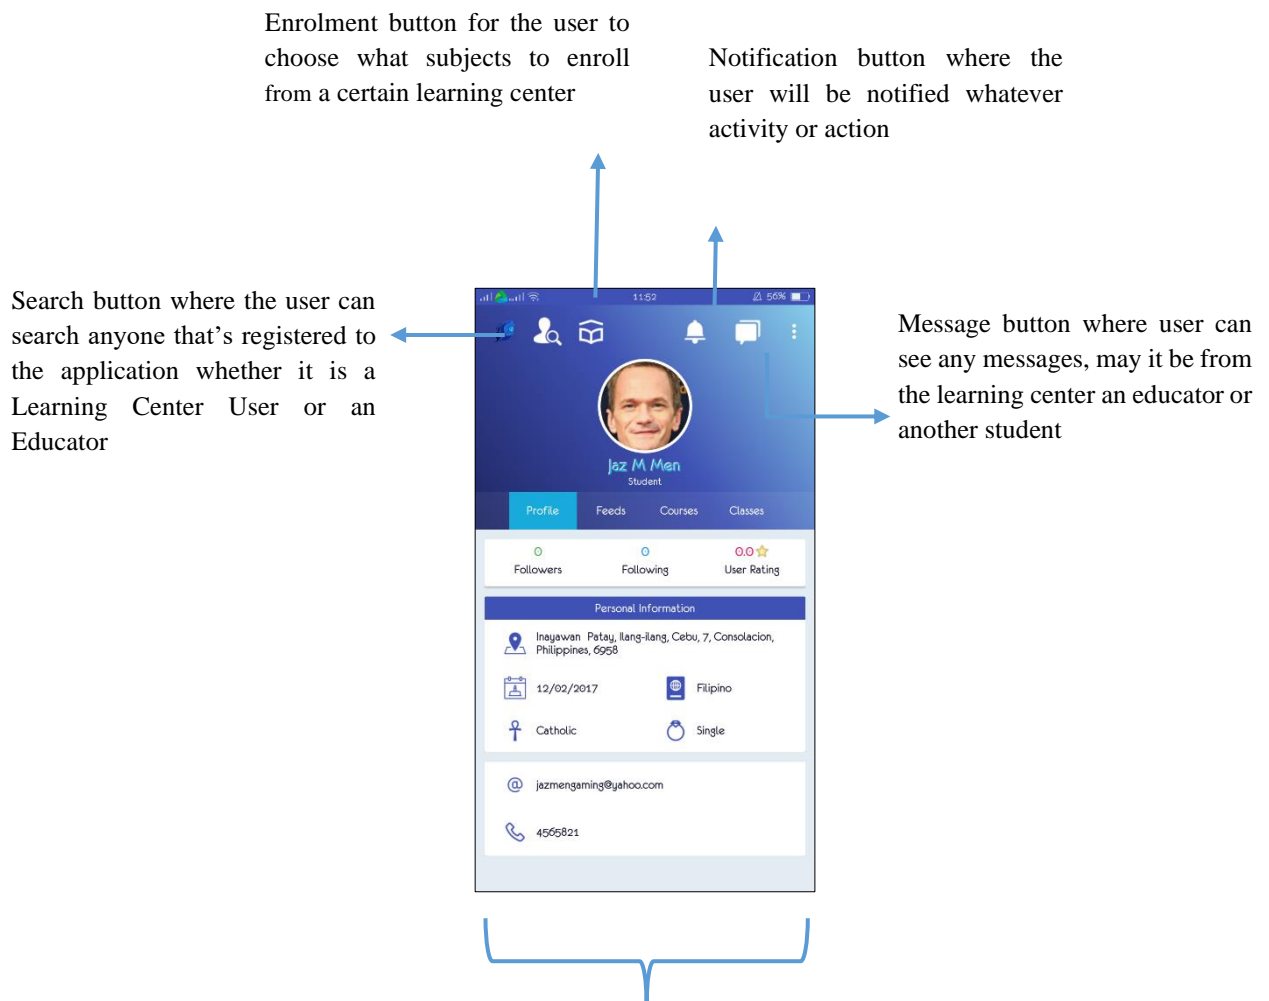 Enrolment button for the user to
choose what subjects to enroll
from a certain learning center
Notification button where the
user will be notified whatever
activity or action
Search button where the user can
search anyone that’s registered to
the application whether it is a
Learning Center User or an
Educator
Message button where user can
see any messages, may it be from
the learning center an educator or
another student
11:52
56%
Jaz M Men
Student
Profile Feeds Courses Classes
0 0 0.0
Followers Following User Rating
Personal Information
Inayawan Patay, Ilang-ilang, Cebu, 7, Consolacion,
Philippines, 6958
12/02/2017 Filipino
Catholic Single
jazmengaming@yahoo.com
4565821